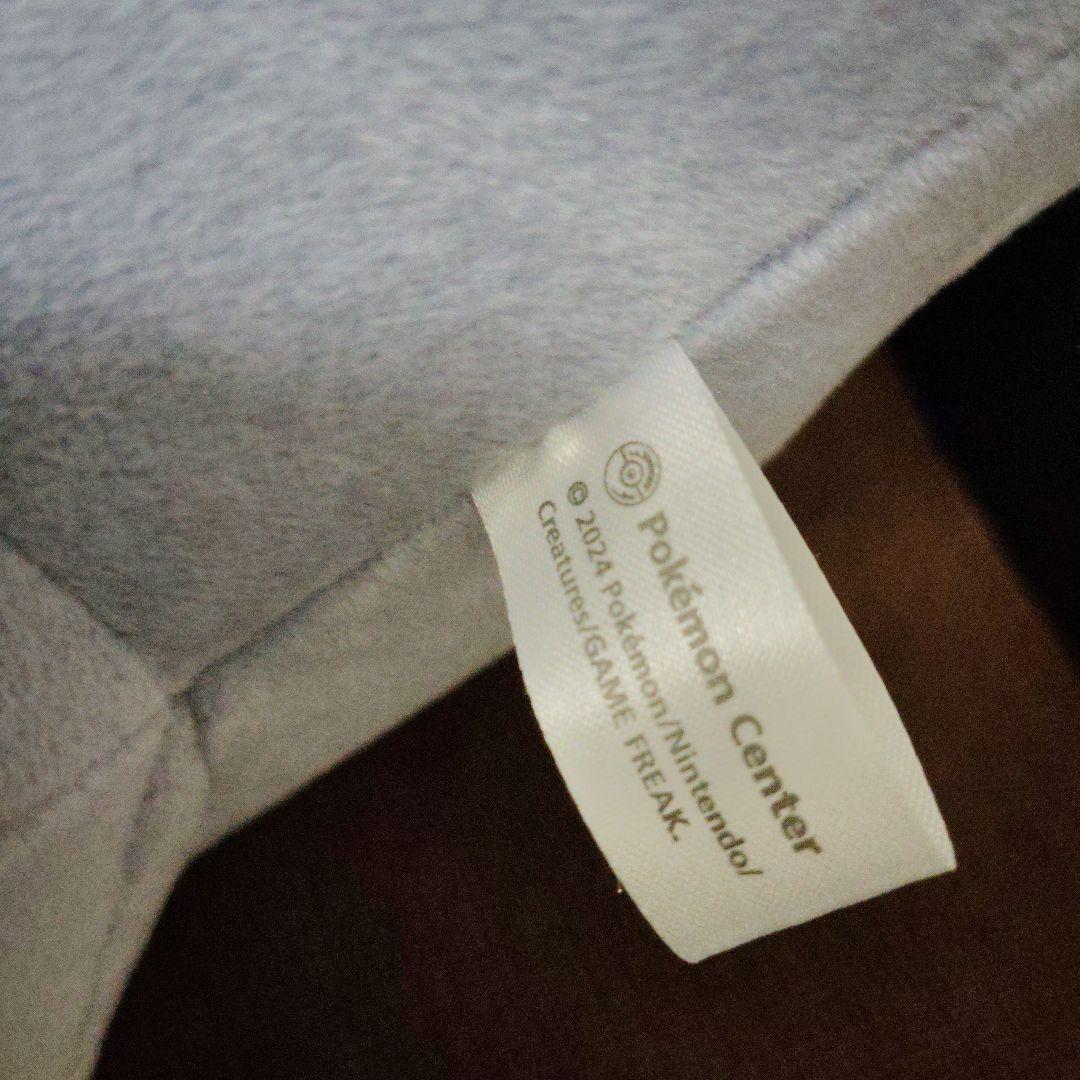 Pokémon Center
© 2024 Pokémon/Nintendo/
Creatures/GAME FREAK.